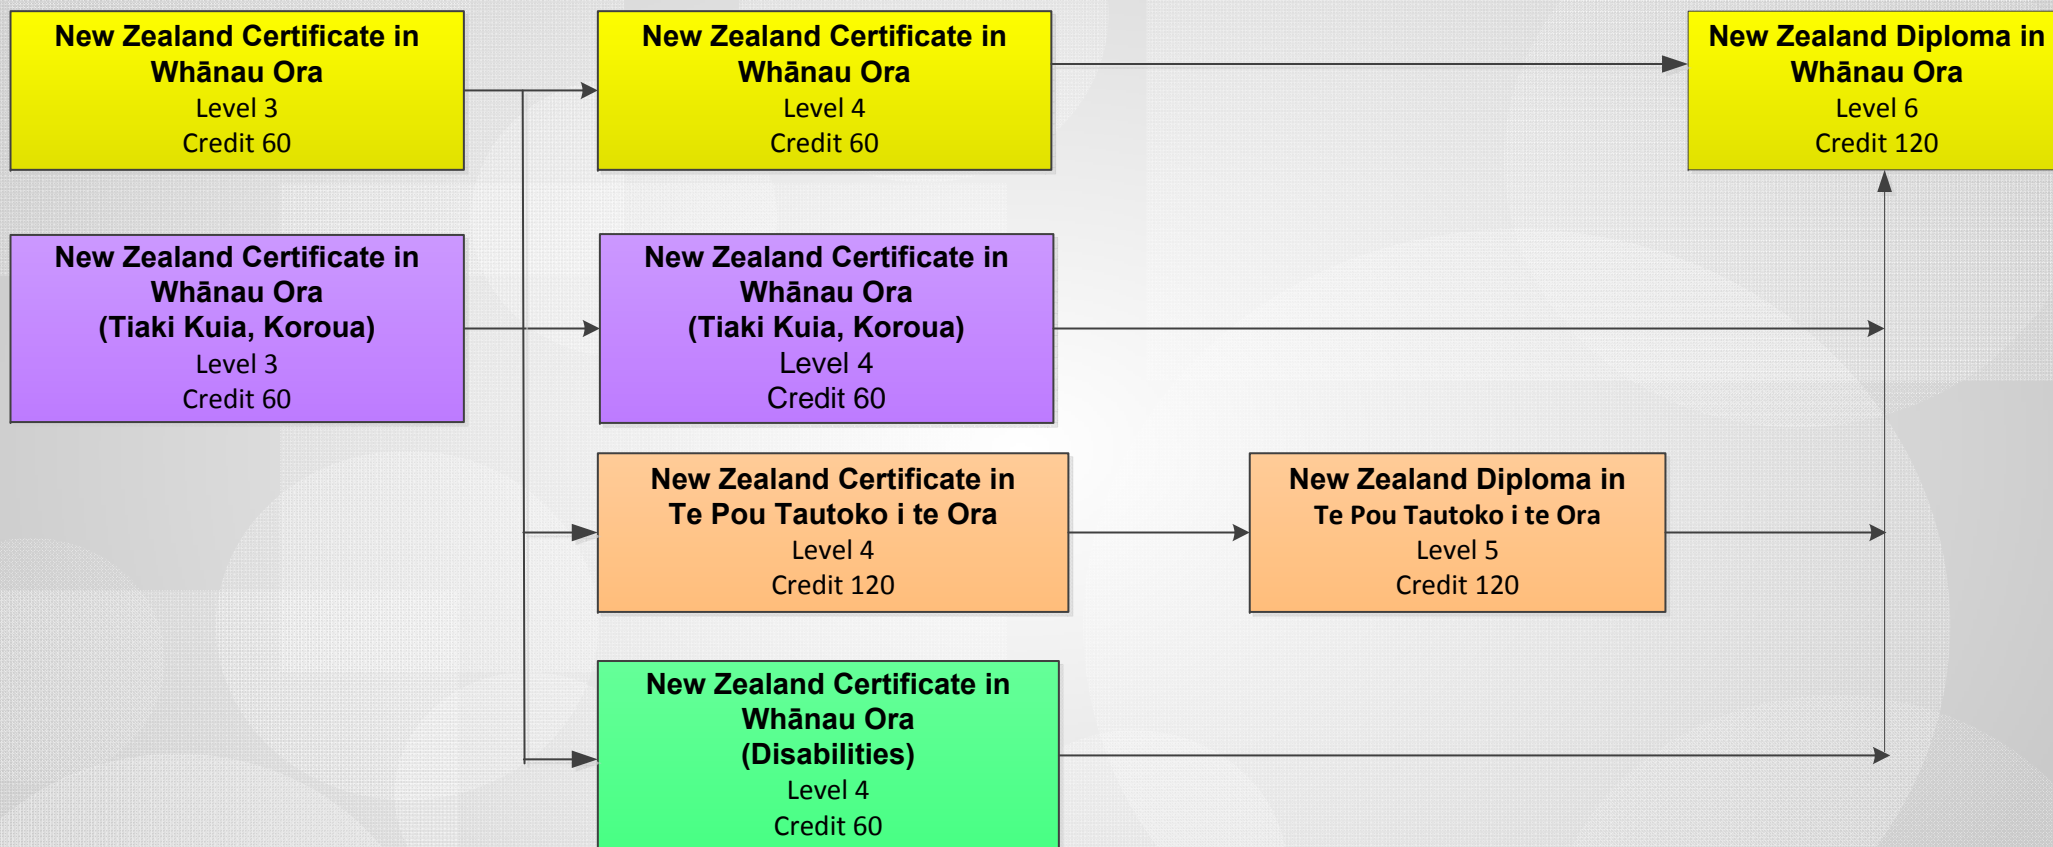 New Zealand Certificate in
Whānau Ora
Level 3
Credit 60
New Zealand Certificate in
Whānau Ora
Level 4
Credit 60
New Zealand Diploma in
Whānau Ora
Level 6
Credit 120
New Zealand Certificate in
Whānau Ora
(Tiaki Kuia, Koroua)
Level 3
Credit 60
New Zealand Certificate in
Whānau Ora
(Tiaki Kuia, Koroua)
Level 4
Credit 60
New Zealand Certificate in
Te Pou Tautoko i te Ora
Level 4
Credit 120
New Zealand Diploma in
Te Pou Tautoko i te Ora
Level 5
Credit 120
New Zealand Certificate in
Whānau Ora
(Disabilities)
Level 4
Credit 60